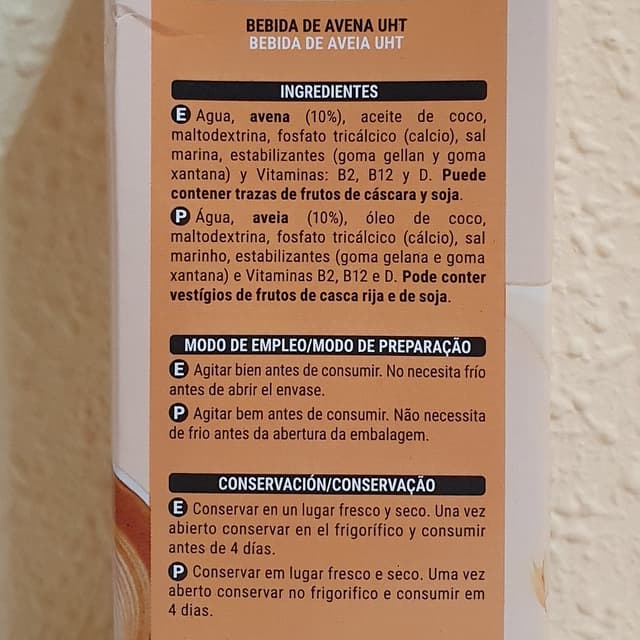 BEBIDA DE AVENA UHT
BEBIDA DE AVEIA UHT
INGREDIENTES
E Agua, avena (10%), aceite de coco,
maltodextrina, fosfato tricálcico (calcio), sal
marina, estabilizantes (goma gellan y goma
xantana) y Vitaminas: B2, B12 y D. Puede
contener trazas de frutos de cáscara y soja.
P Água, aveia (10%), óleo de coco,
maltodextrina, fosfato tricálcico (cálcio), sal
marinho, estabilizantes (goma gelana e goma
xantana) e Vitaminas B2, B12 e D. Pode conter
vestígios de frutos de casca rija e de soja.
MODO DE EMPLEO/MODO DE PREPARAÇÃO
E Agitar bien antes de consumir. No necesita frío
antes de abrir el envase.
P Agitar bem antes de consumir. Não necessita
de frio antes da abertura da embalagem.
CONSERVACIÓN/CONSERVAÇÃO
E Conservar en un lugar fresco y seco. Una vez
abierto conservar en el frigorífico y consumir
antes de 4 días.
P Conservar em lugar fresco e seco. Uma vez
aberto conservar no frigorifico e consumir em
4 dias.